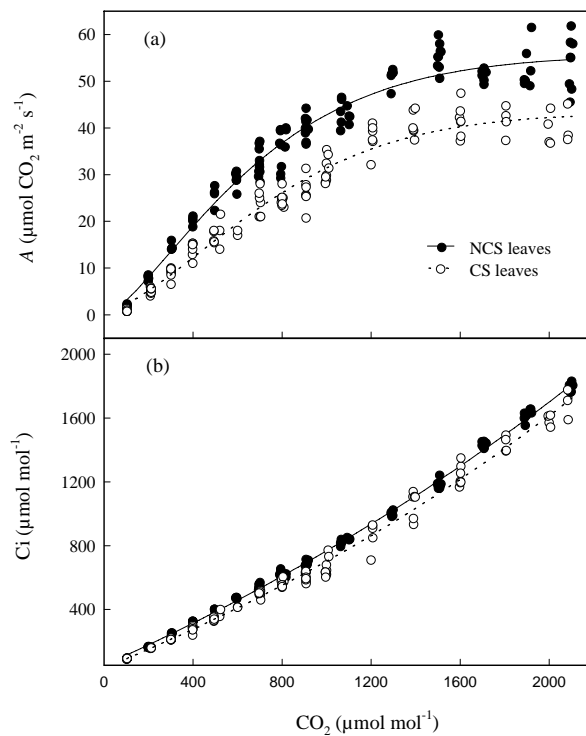 (a)
60
50
40
30
20
10
0
A (µmol CO₂ m⁻² s⁻¹)
NCS leaves
CS leaves
(b)
2000
1600
1200
800
400
Ci (µmol mol⁻¹)
0 400 800 1200 1600 2000
CO₂ (µmol mol⁻¹)